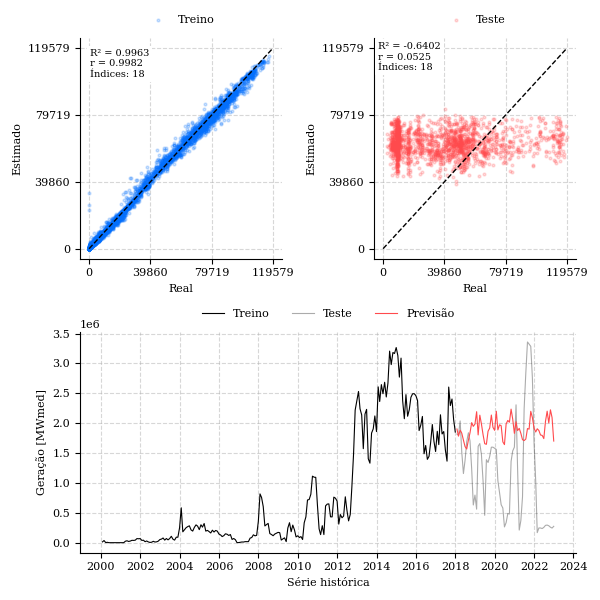 Treino
Teste
R² = 0.9963
r = 0.9982
Índices: 18
R² = -0.6402
r = 0.0525
Índices: 18
119579
79719
39860
0
Estimado
0
39860
79719
119579
Real
119579
79719
39860
0
Estimado
0
39860
79719
119579
Real
Treino
Teste
Previsão
1e6
3.5
3.0
2.5
2.0
1.5
1.0
0.5
0.0
Geração [MWmed]
2000
2002
2004
2006
2008
2010
2012
2014
2016
2018
2020
2022
2024
Série histórica